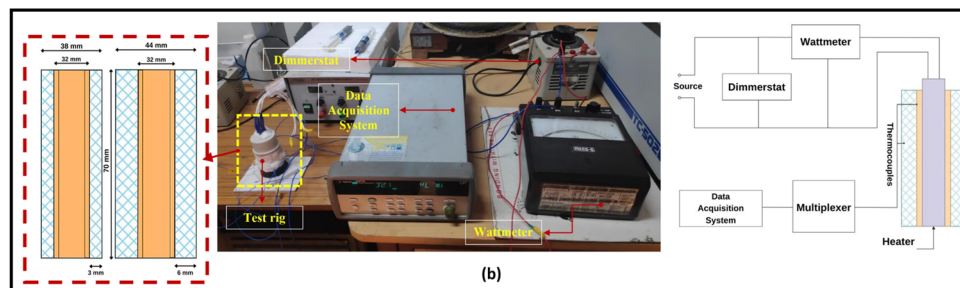 38 mm
44 mm
32 mm
32 mm
70 mm
3 mm
6 mm
Dimmerstat
Data
Acquisition
System
Test rig
Wattmeter
(b)
Wattmeter
Dimmerstat
Source
Thermocouples
Data
Acquisition
System
Multiplexer
Heater